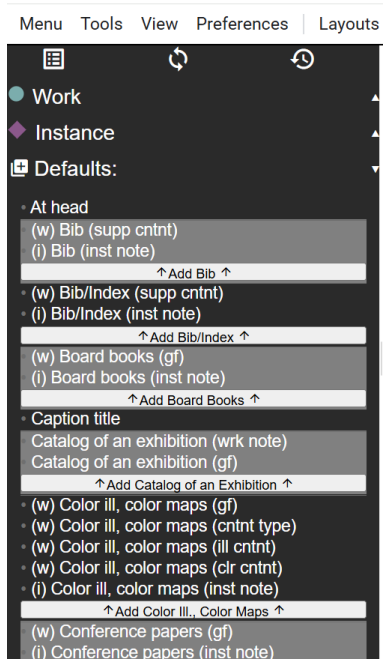 Menu Tools View Preferences Layouts
Work
Instance
Defaults:
At head
(w) Bib (supp cntnt)
(i) Bib (inst note)
↑Add Bib ↑
(w) Bib/Index (supp cntnt)
(i) Bib/Index (inst note)
↑Add Bib/Index ↑
(w) Board books (gf)
(i) Board books (inst note)
↑Add Board Books ↑
Caption title
Catalog of an exhibition (wrk note)
Catalog of an exhibition (gf)
↑Add Catalog of an Exhibition ↑
(w) Color ill, color maps (gf)
(w) Color ill, color maps (cntnt type)
(w) Color ill, color maps (ill cntnt)
(w) Color ill, color maps (clr cntnt)
(i) Color ill, color maps (inst note)
↑Add Color Ill., Color Maps ↑
(w) Conference papers (gf)
(i) Conference papers (inst note)